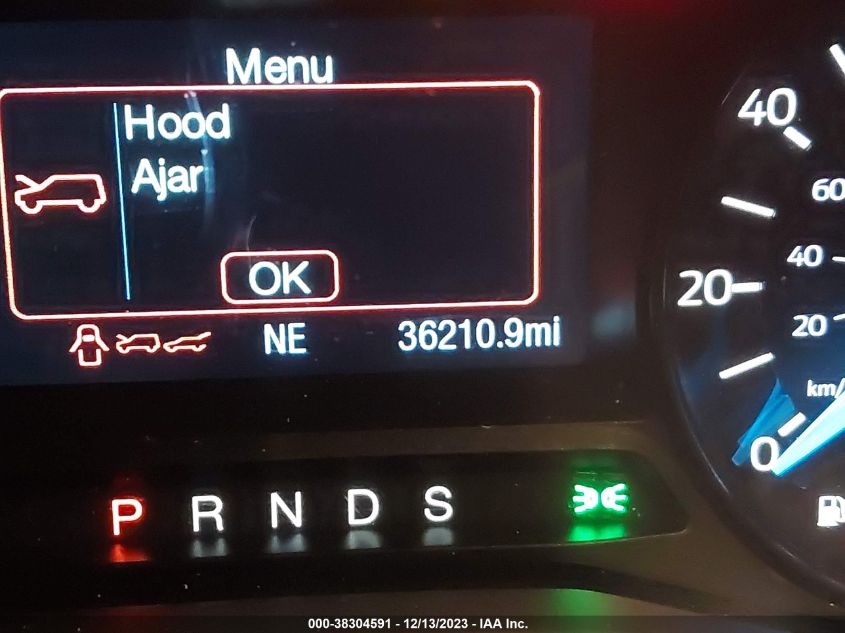 Menu
Hood
Ajar
OK
NE 36210.9mi
40
20
0
60
40
20
km/
P R N D S
000-38304591 - 12/13/2023 - IAA Inc.